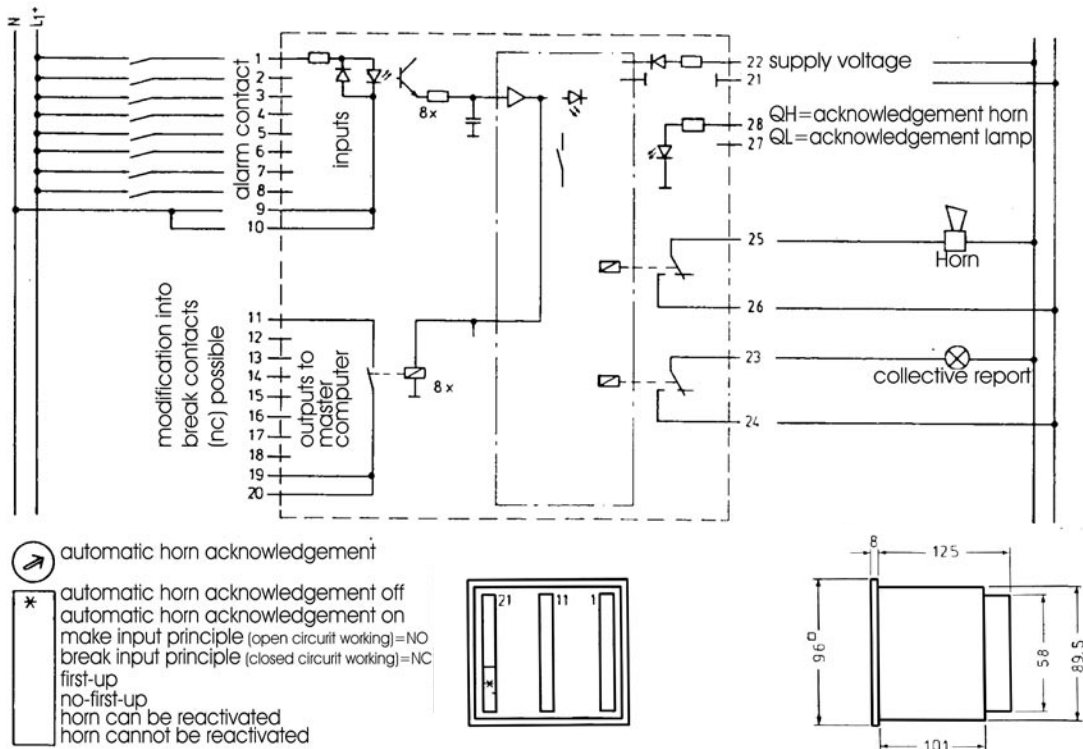 N
L1+
1
2
3
4
5
6
7
8
9
10
alarm contact
inputs
8x
22 supply voltage
21
28 QH=acknowledgement horn
27 QL=acknowledgement lamp
25
Horn
26
23
collective report
24
modification into
break contacts
(nc) possible
11
12
13
14
15
16
17
18
19
20
outputs to
master
computer
8x
automatic horn acknowledgement
* automatic horn acknowledgement off
automatic horn acknowledgement on
make input principle (open circurit working)=NO
break input principle (closed circurit working)=NC
first-up
no-first-up
horn can be reactivated
horn cannot be reactivated
21 11 1
*
8 125
96
58
89.5
101